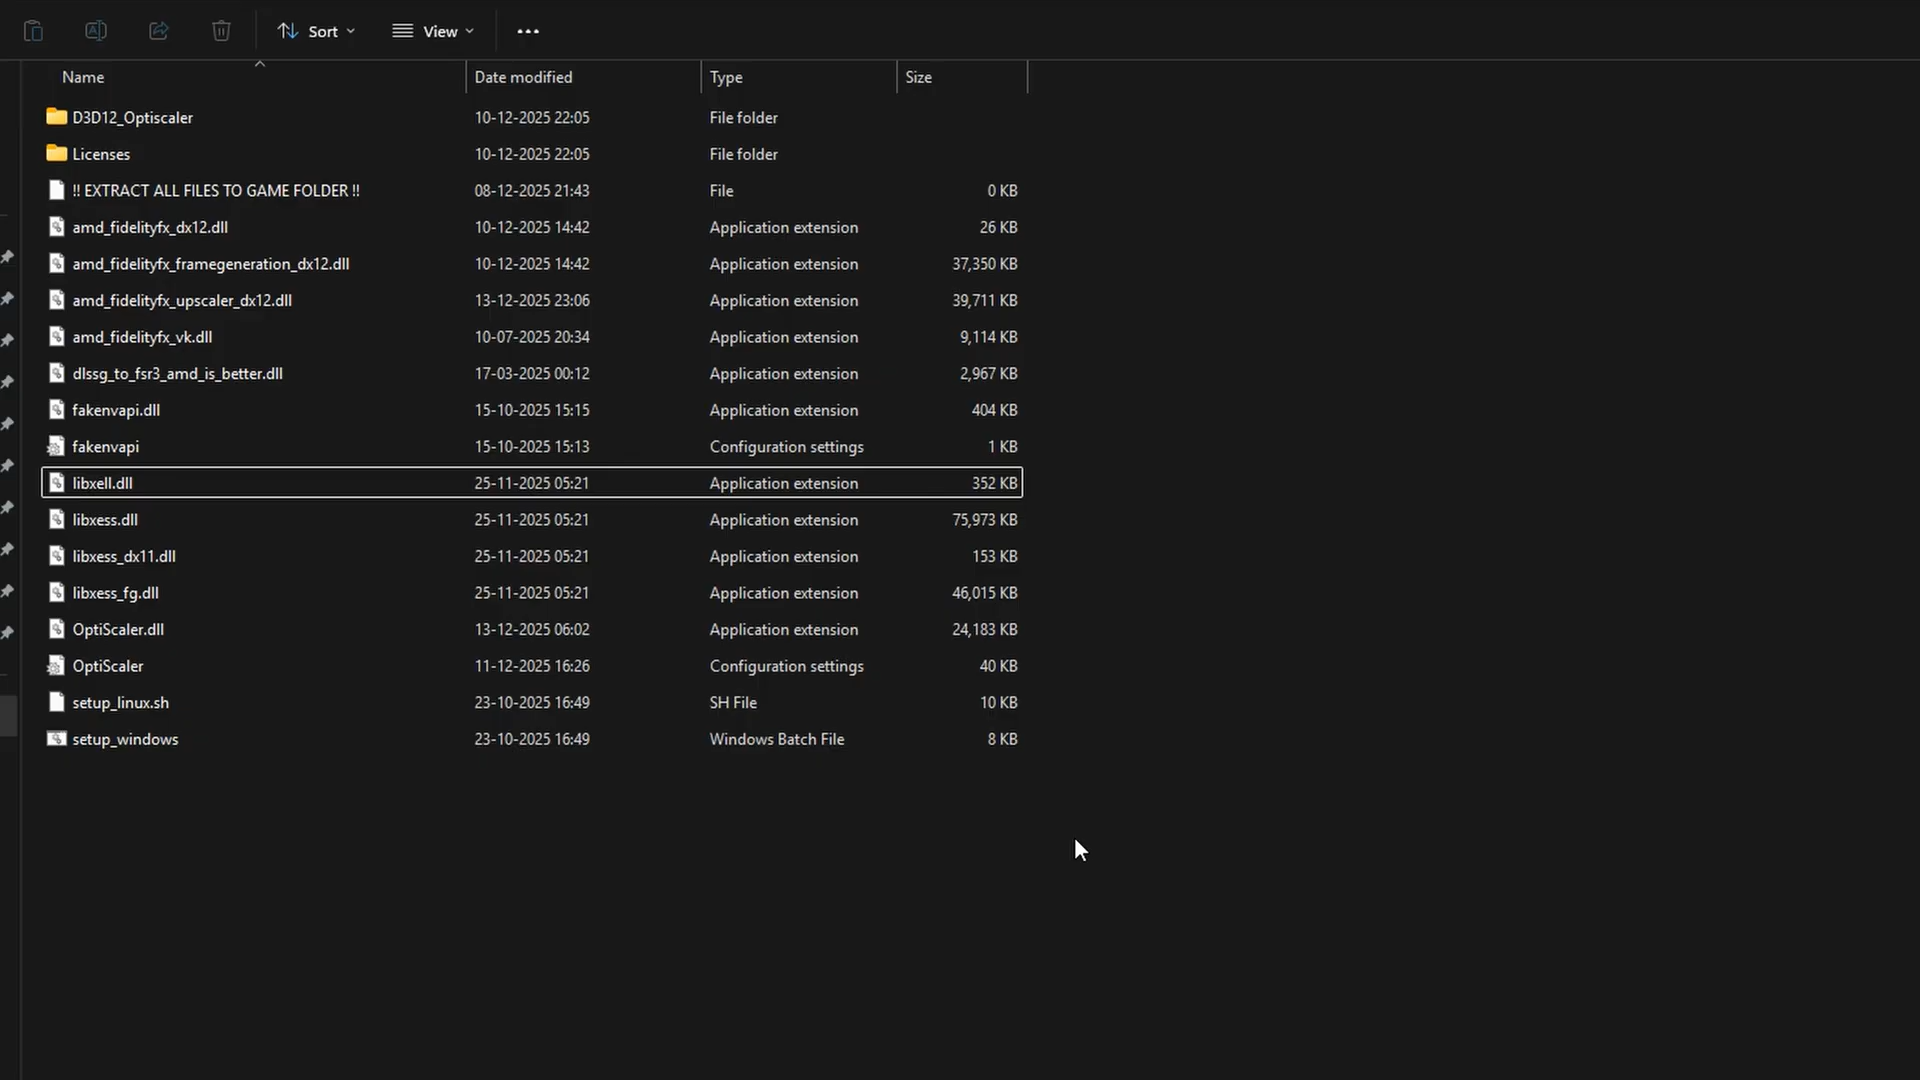 Sort View
Name Date modified Type Size
D3D12_Optiscaler 10-12-2025 22:05 File folder
Licenses 10-12-2025 22:05 File folder
!! EXTRACT ALL FILES TO GAME FOLDER !! 08-12-2025 21:43 File 0 KB
amd_fidelityfx_dx12.dll 10-12-2025 14:42 Application extension 26 KB
amd_fidelityfx_framegeneration_dx12.dll 10-12-2025 14:42 Application extension 37,350 KB
amd_fidelityfx_upscaler_dx12.dll 13-12-2025 23:06 Application extension 39,711 KB
amd_fidelityfx_vk.dll 10-07-2025 20:34 Application extension 9,114 KB
dlssg_to_fsr3_amd_is_better.dll 17-03-2025 00:12 Application extension 2,967 KB
fakenvapi.dll 15-10-2025 15:15 Application extension 404 KB
fakenvapi 15-10-2025 15:13 Configuration settings 1 KB
libxell.dll 25-11-2025 05:21 Application extension 352 KB
libxess.dll 25-11-2025 05:21 Application extension 75,973 KB
libxess_dx11.dll 25-11-2025 05:21 Application extension 153 KB
libxess_fg.dll 25-11-2025 05:21 Application extension 46,015 KB
OptiScaler.dll 13-12-2025 06:02 Application extension 24,183 KB
OptiScaler 11-12-2025 16:26 Configuration settings 40 KB
setup_linux.sh 23-10-2025 16:49 SH File 10 KB
setup_windows 23-10-2025 16:49 Windows Batch File 8 KB